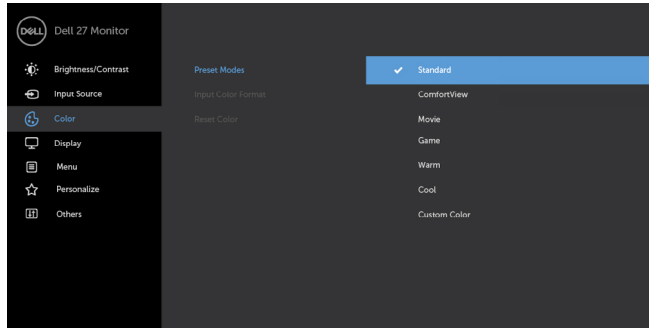 DELL Dell 27 Monitor
Brightness/Contrast Preset Modes Standard
Input Source Input Color Format ComfortView
Color Reset Color Movie
Display Game
Menu Warm
Personalize Cool
Others Custom Color